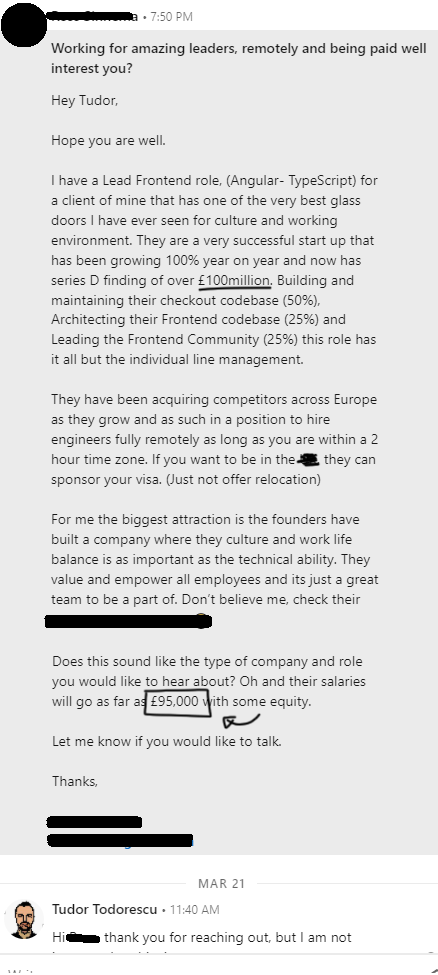 • 7:50 PM
Working for amazing leaders, remotely and being paid well
interest you?
Hey Tudor,
Hope you are well.
I have a Lead Frontend role, (Angular- TypeScript) for
a client of mine that has one of the very best glass
doors I have ever seen for culture and working
environment. They are a very successful start up that
has been growing 100% year on year and now has
series D finding of over £100million. Building and
maintaining their checkout codebase (50%),
Architecting their Frontend codebase (25%) and
Leading the Frontend Community (25%) this role has
it all but the individual line management.
They have been acquiring competitors across Europe
as they grow and as such in a position to hire
engineers fully remotely as long as you are within a 2
hour time zone. If you want to be in the they can
sponsor your visa. (Just not offer relocation)
For me the biggest attraction is the founders have
built a company where they culture and work life
balance is as important as the technical ability. They
value and empower all employees and its just a great
team to be a part of. Don't believe me, check their
Does this sound like the type of company and role
you would like to hear about? Oh and their salaries
will go as far as £95,000 with some equity.
Let me know if you would like to talk.
Thanks,
MAR 21
Tudor Todorescu • 11:40 AM
Hi thank you for reaching out, but I am not